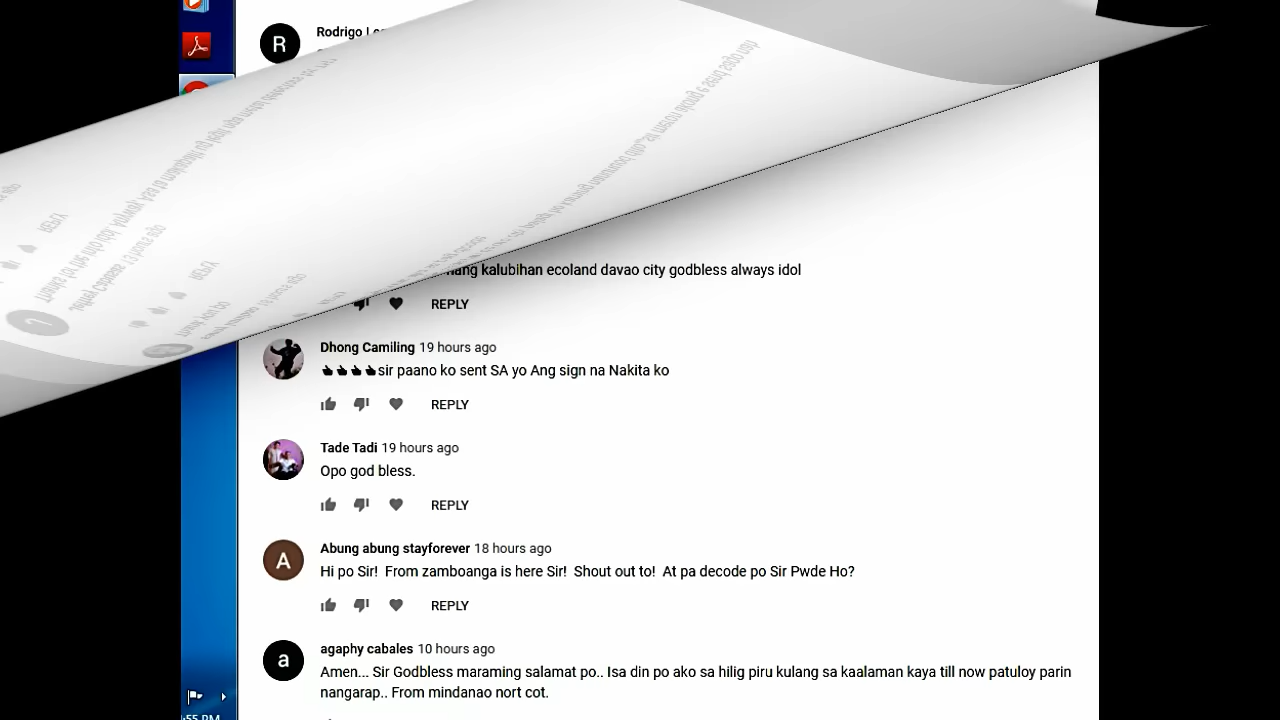 R
Rodrigo
nang kalubihan ecoland davao city godbless always idol
REPLY
Dhong Camiling 19 hours ago
sir paano ko sent SA yo Ang sign na Nakita ko
REPLY
Tade Tadi 19 hours ago
Opo god bless.
REPLY
A
Abung abung stayforever 18 hours ago
Hi po Sir! From zamboanga is here Sir! Shout out to! At pa decode po Sir Pwde Ho?
REPLY
a
agaphy cabales 10 hours ago
Amen... Sir Godbless maraming salamat po.. Isa din po ako sa hilig piru kulang sa kaalaman kaya till now patuloy parin
nangarap.. From mindanao nort cot.
:55 PM